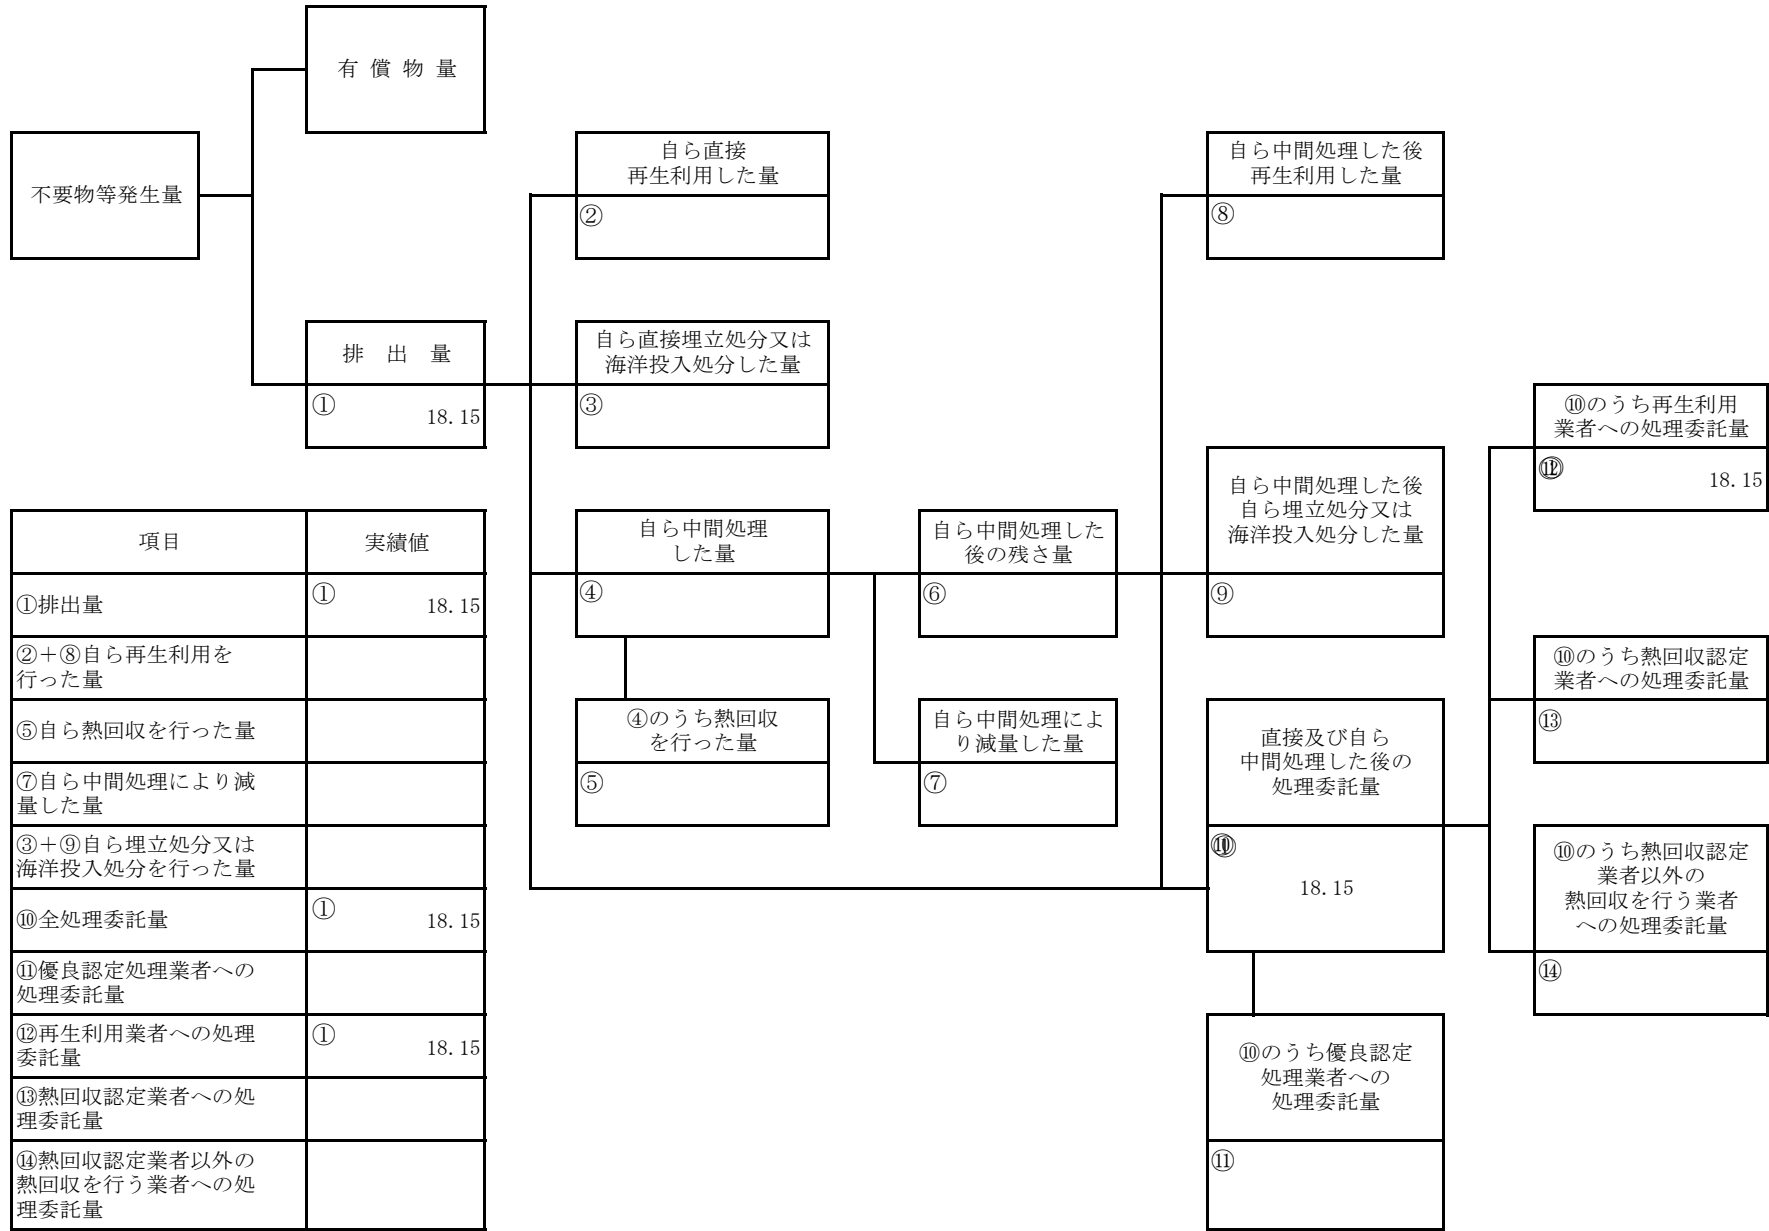 有償物量
不要物等発生量
排出量
①
18.15
自ら直接
再生利用した量
②
自ら直接埋立処分又は
海洋投入処分した量
③
自ら中間処理
した量
④
④のうち熱回収
を行った量
⑤
自ら中間処理した
後の残さ量
⑥
自ら中間処理によ
り減量した量
⑦
自ら中間処理した後
再生利用した量
⑧
自ら中間処理した後
自ら埋立処分又は
海洋投入処分した量
⑨
直接及び自ら
中間処理した後の
処理委託量
⑩
18.15
⑩のうち優良認定
処理業者への
処理委託量
⑪
⑩のうち再生利用
業者への処理委託量
⑫
18.15
⑩のうち熱回収認定
業者への処理委託量
⑬
⑩のうち熱回収認定
業者以外の
熱回収を行う業者
への処理委託量
⑭
項目 実績値
①排出量 ① 18.15
②+⑧自ら再生利用を
行った量
⑤自ら熱回収を行った量
⑦自ら中間処理により減
量した量
③+⑨自ら埋立処分又は
海洋投入処分を行った量
⑩全処理委託量 ① 18.15
⑪優良認定処理業者への
処理委託量
⑫再生利用業者への処理
委託量 ① 18.15
⑬熱回収認定業者への処
理委託量
⑭熱回収認定業者以外の
熱回収を行う業者への処
理委託量